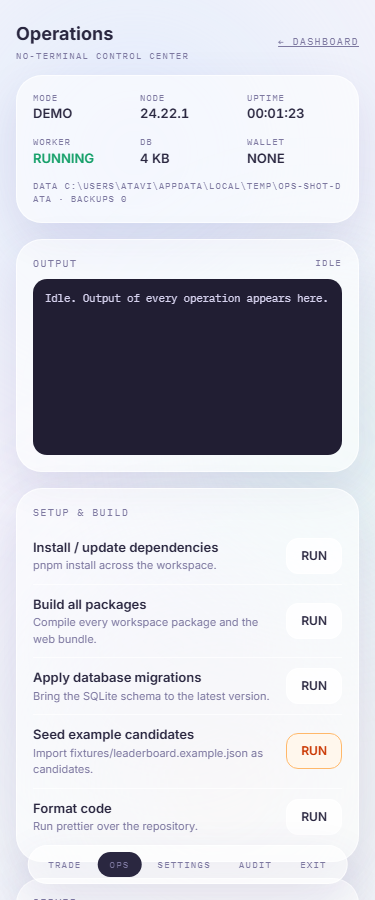 Operations
← DASHBOARD
NO-TERMINAL CONTROL CENTER
MODE NODE UPTIME
DEMO 24.22.1 00:01:23
WORKER DB WALLET
RUNNING 4 KB NONE
DATA C:\USERS\ATAVI\APPDATA\LOCAL\TEMP\OPS-SHOT-D
ATA · BACKUPS 0
OUTPUT IDLE
Idle. Output of every operation appears here.
SETUP & BUILD
Install / update dependencies
pnpm install across the workspace.
RUN
Build all packages
Compile every workspace package and the
web bundle.
RUN
Apply database migrations
Bring the SQLite schema to the latest version.
RUN
Seed example candidates
Import fixtures/leaderboard.example.json as
candidates.
RUN
Format code
Run prettier over the repository.
RUN
TRADE OPS SETTINGS AUDIT EXIT